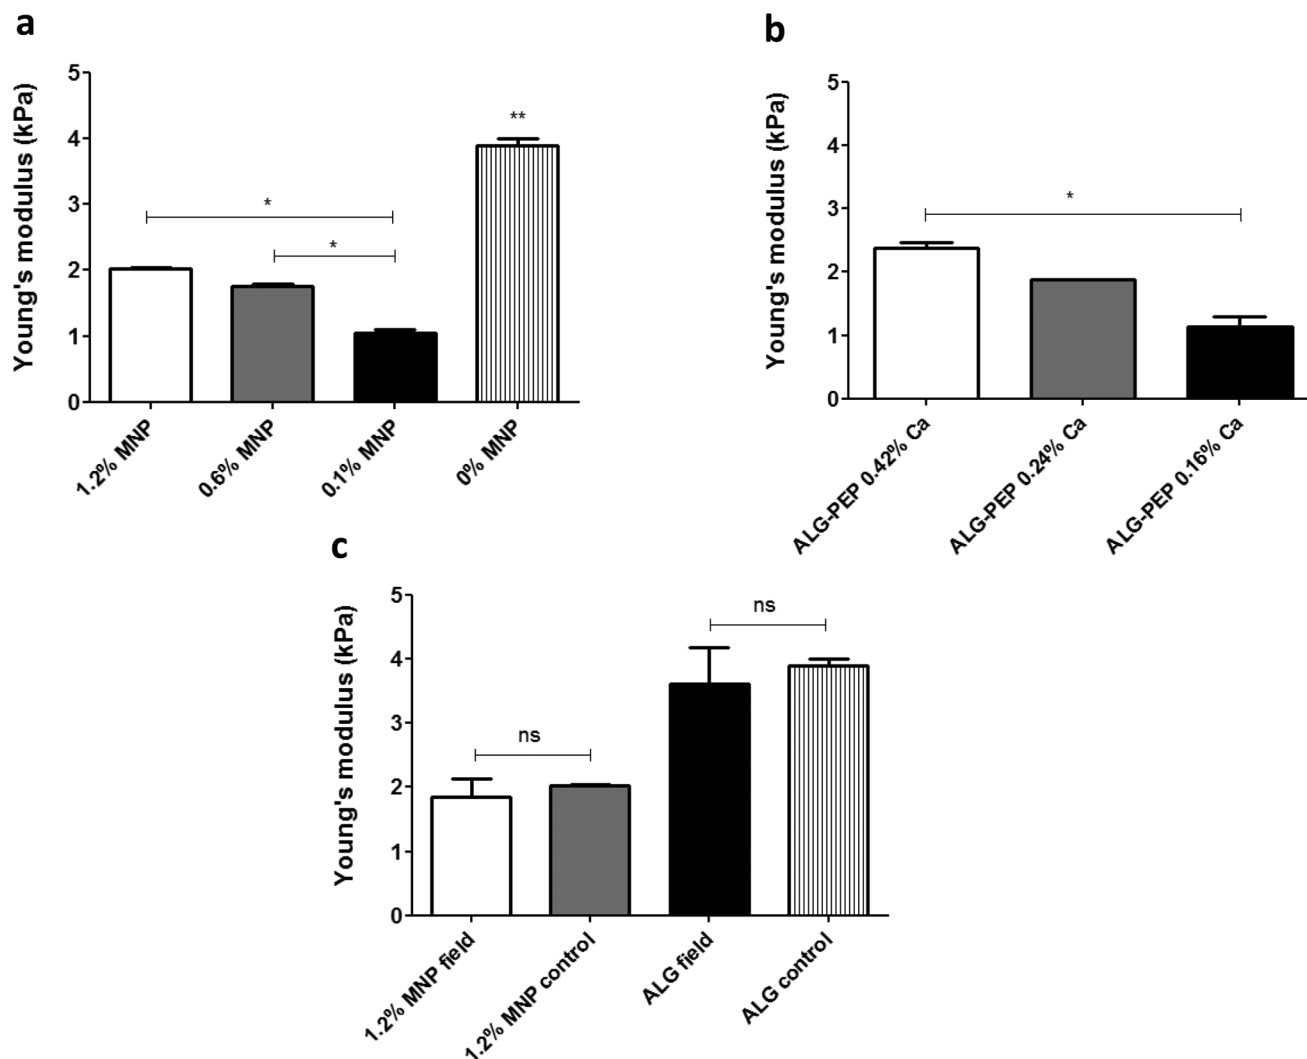 a
Young's modulus (kPa)
5
4
3
2
1
0
**
*
*
1.2% MNP
0.6% MNP
0.1% MNP
0% MNP
b
Young's modulus (kPa)
5
4
3
2
1
0
*
ALG-PEP 0.42% Ca
ALG-PEP 0.24% Ca
ALG-PEP 0.16% Ca
c
Young's modulus (kPa)
5
4
3
2
1
0
ns
ns
1.2% MNP field
1.2% MNP control
ALG field
ALG control